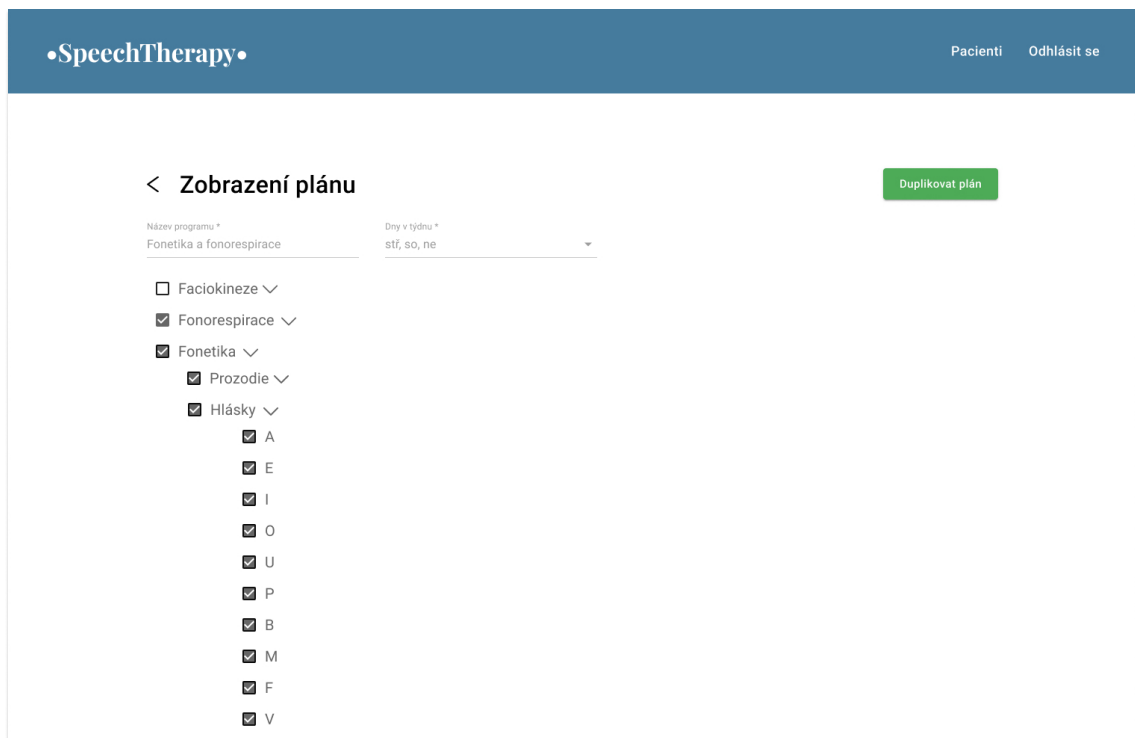 •SpeechTherapy•
Pacienti Odhlásit se
Zobrazení plánu
Duplikovat plán
Název programu *
Fonetika a fonorespirace
Dny v týdnu *
stř, so, ne
Faciokineze
Fonorespirace
Fonetika
Prozodie
Hlásky
A
E
I
O
U
P
B
M
F
V